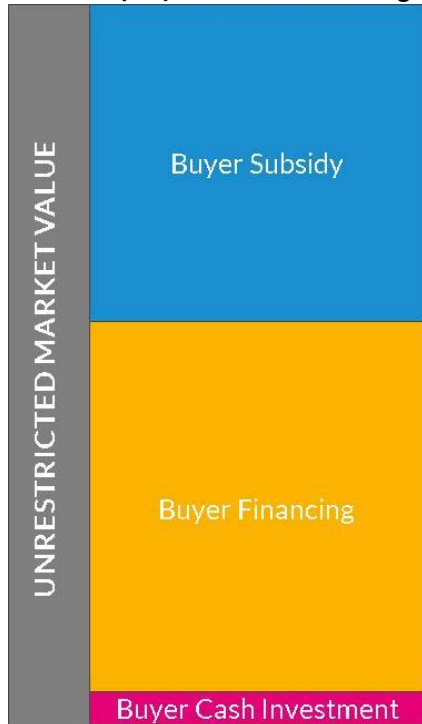 UNRESTRICTED MARKET VALUE
Buyer Subsidy
Buyer Financing
Buyer Cash Investment